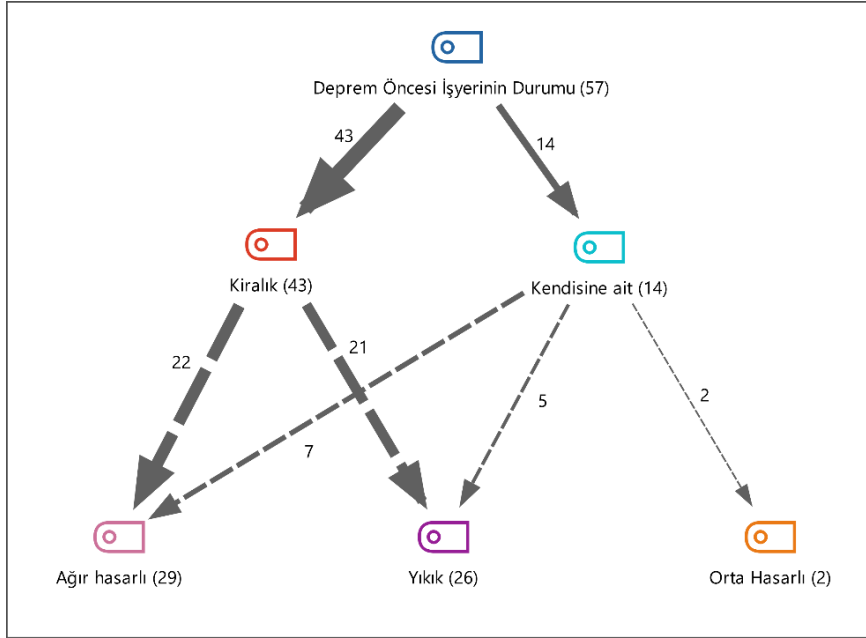 Deprem Öncesi İşyerinin Durumu (57)
43
14
Kiralık (43)
Kendisine ait (14)
22
21
7
5
2
Ağır hasarlı (29)
Yıkık (26)
Orta Hasarlı (2)